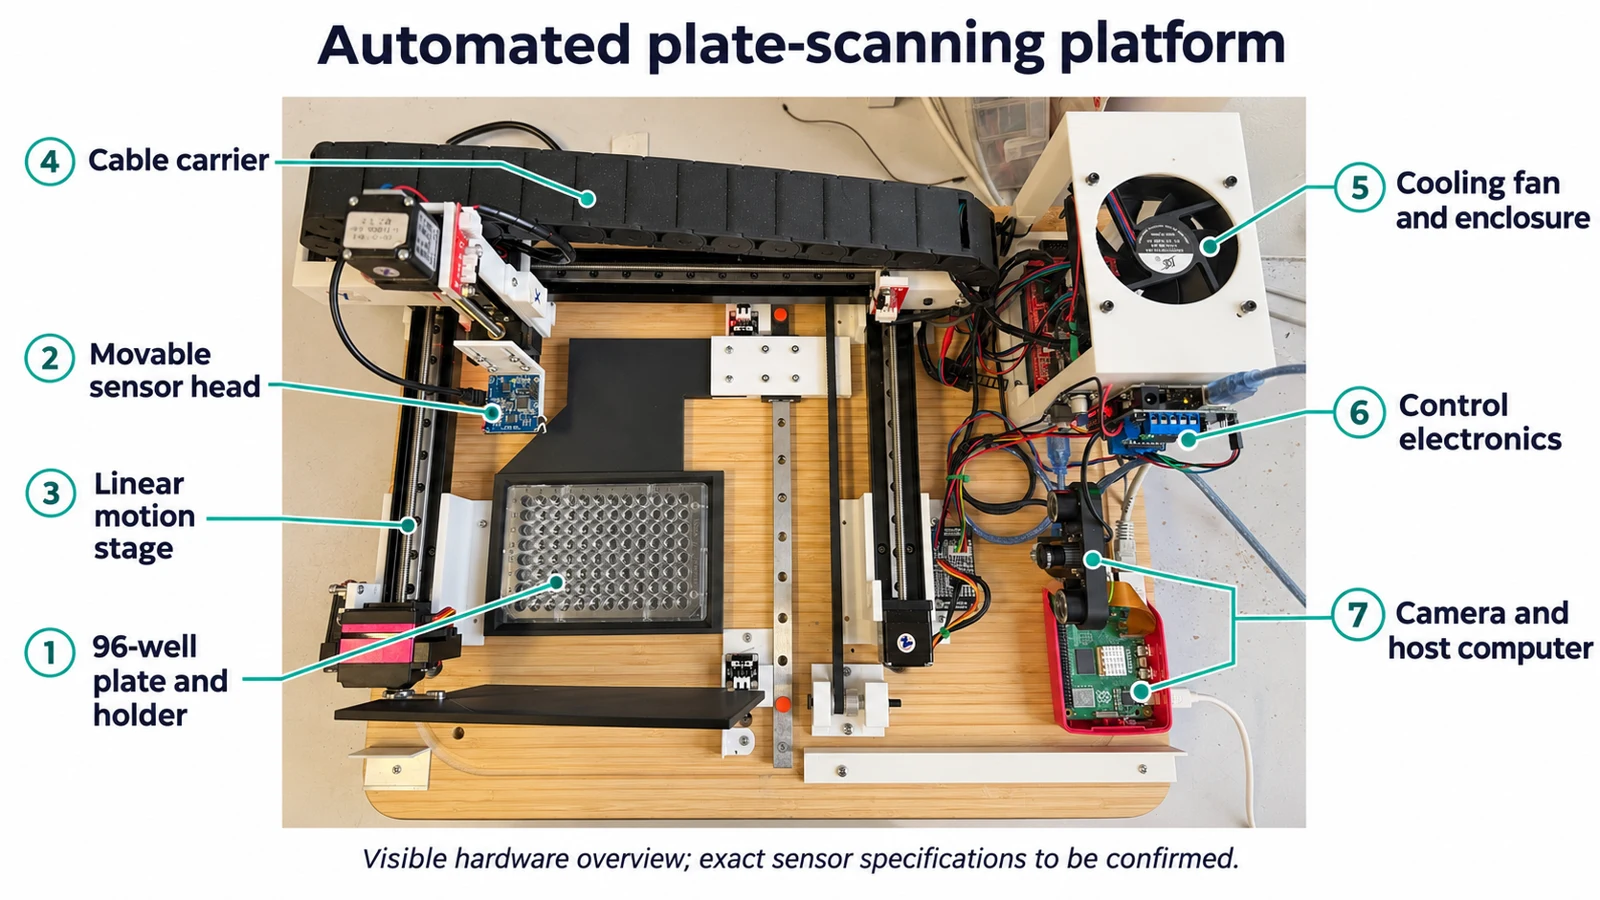 Automated plate-scanning platform
4 Cable carrier
5 Cooling fan
and enclosure
2 Movable
sensor head
6 Control
electronics
3 Linear
motion
stage
7 Camera and
host computer
1 96-well
plate and
holder
Visible hardware overview; exact sensor specifications to be confirmed.